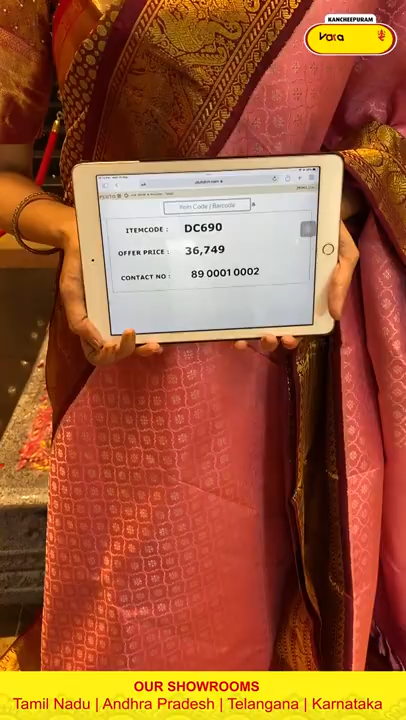 KANCHEEPURAM
Item Code | Barcode
ITEMCODE : DC690
OFFER PRICE : 36,749
CONTACT NO : 89 0001 0002
OUR SHOWROOMS
Tamil Nadu | Andhra Pradesh | Telangana | Karnataka